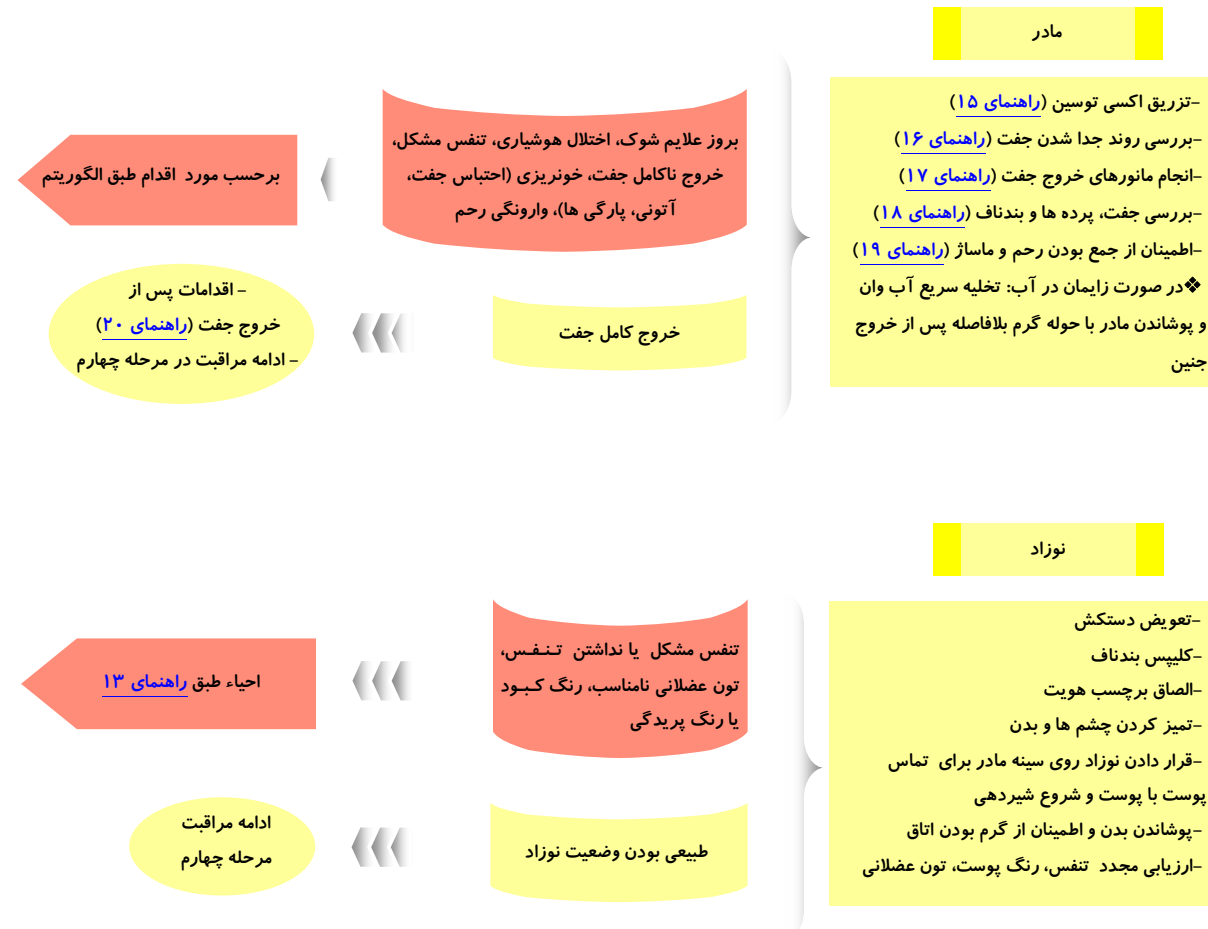 مادر
-تزریق اکسی توسین (راهنمای ۱۵)
-بررسی روند جدا شدن جفت (راهنمای ۱۶)
-انجام مانورهای خروج جفت (راهنمای ۱۷)
-بررسی جفت، پرده ها و بندناف (راهنمای ۱۸)
-اطمینان از جمع بودن رحم و ماساژ (راهنمای ۱۹)
❖در صورت زایمان در آب: تخلیه سریع آب وان
و پوشاندن مادر با حوله گرم بلافاصله پس از خروج
جنین
بروز علایم شوک، اختلال هوشیاری، تنفس مشکل،
خروج ناکامل جفت، خونریزی (احتباس جفت،
آتونی، پارگی ها)، وارونگی رحم
برحسب مورد اقدام طبق الگوریتم
خروج کامل جفت
- اقدامات پس از
خروج جفت (راهنمای ۲۰)
- ادامه مراقبت در مرحله چهارم
نوزاد
-تعویض دستکش
-کلیپس بندناف
-الصاق برچسب هویت
-تمیز کردن چشم ها و بدن
-قرار دادن نوزاد روی سینه مادر برای تماس
پوست با پوست و شروع شیردهی
-پوشاندن بدن و اطمینان از گرم بودن اتاق
-ارزیابی مجدد تنفس، رنگ پوست، تون عضلانی
تنفس مشکل یا نداشتن تـنـفـس،
تون عضلانی نامناسب، رنگ کـبـود
یا رنگ پریدگی
احیاء طبق راهنمای ۱۳
طبیعی بودن وضعیت نوزاد
ادامه مراقبت
مرحله چهارم